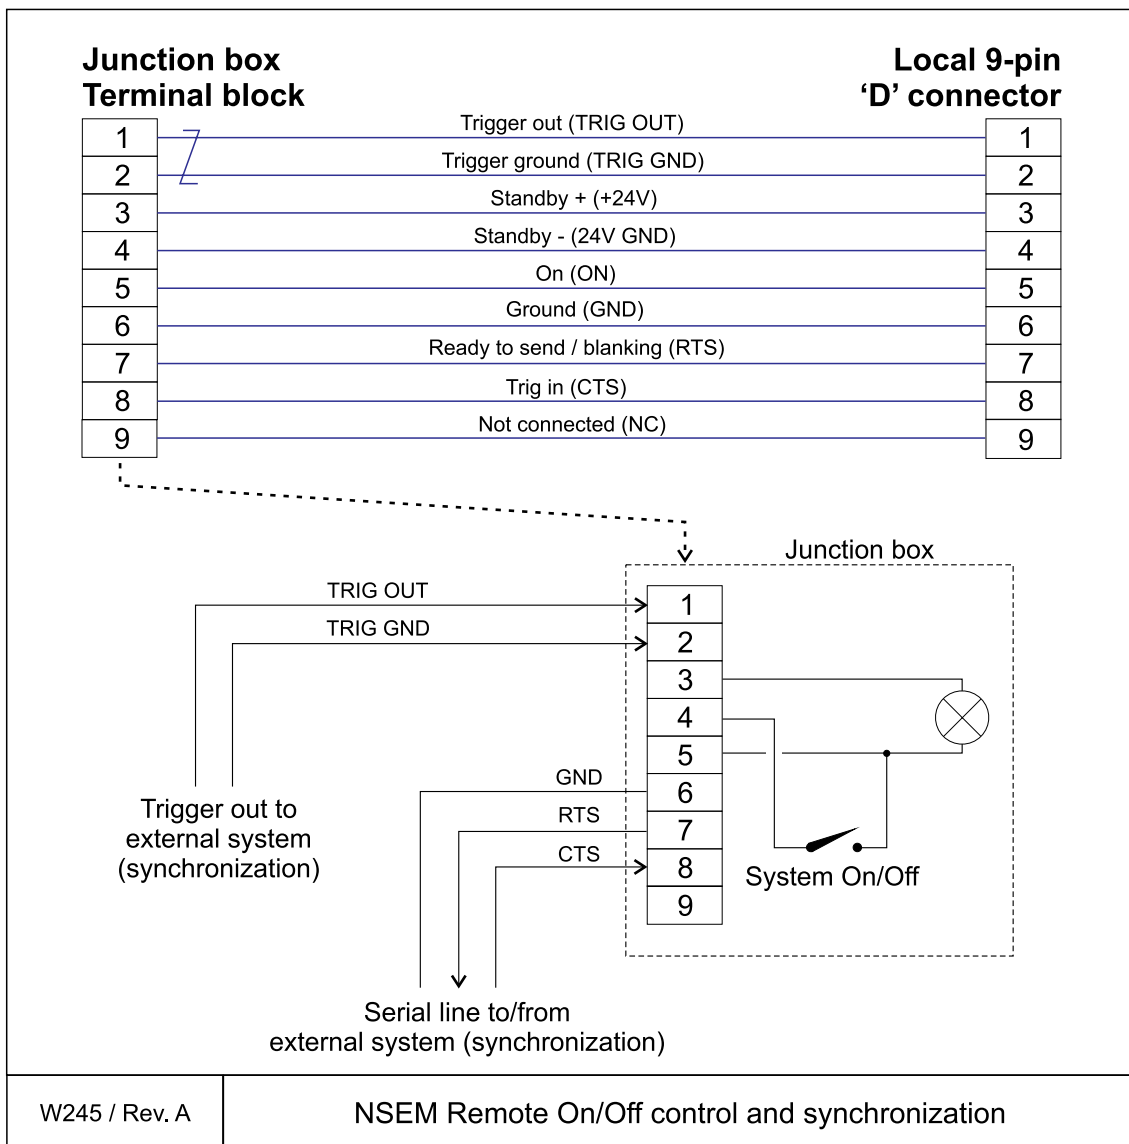 Junction box
Terminal block
Local 9-pin
‘D’ connector
1 Trigger out (TRIG OUT) 1
2 Trigger ground (TRIG GND) 2
3 Standby + (+24V) 3
4 Standby - (24V GND) 4
5 On (ON) 5
6 Ground (GND) 6
7 Ready to send / blanking (RTS) 7
8 Trig in (CTS) 8
9 Not connected (NC) 9
Junction box
TRIG OUT 1
TRIG GND 2
3
4
5
GND 6
RTS 7
CTS 8
9
System On/Off
Trigger out to
external system
(synchronization)
Serial line to/from
external system (synchronization)
W245 / Rev. A
NSEM Remote On/Off control and synchronization